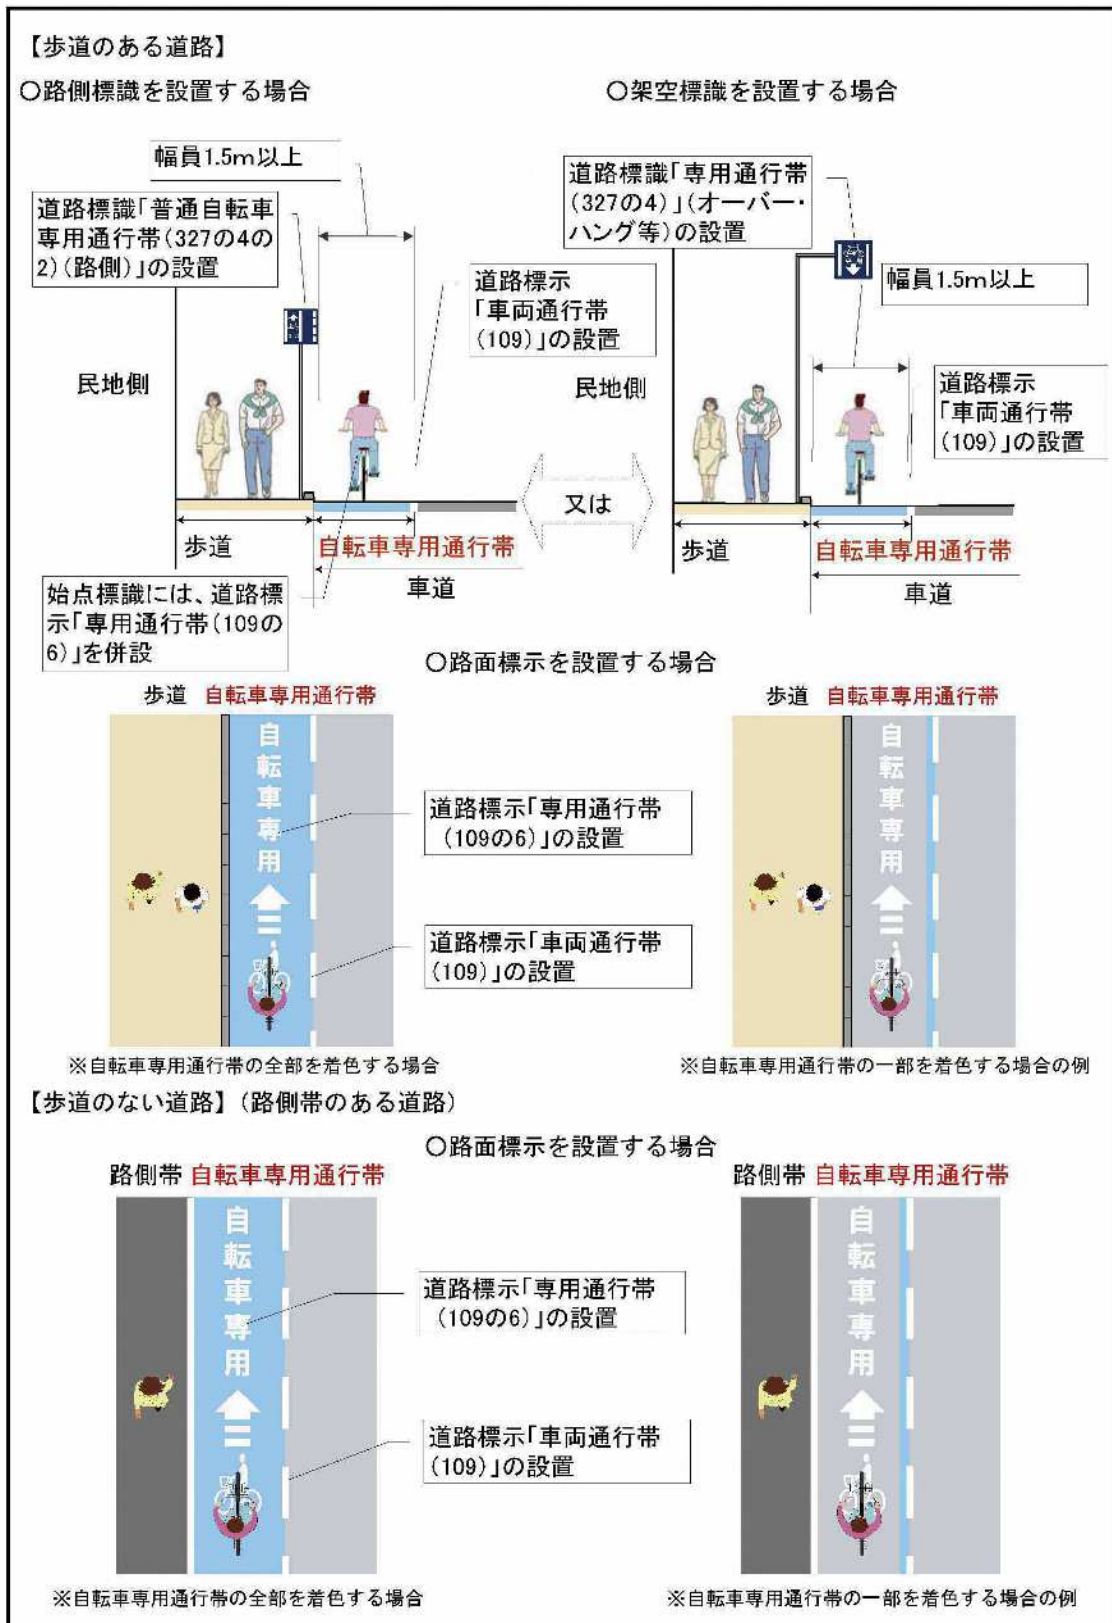 【歩道のある道路】
〇路側標識を設置する場合
幅員1.5m以上
道路標識「普通自転車
専用通行帯(327の4の
2)(路側)」の設置
道路標示
「車両通行帯
(109)」の設置
民地側
歩道
自転車専用通行帯
車道
始点標識には、道路標
示「専用通行帯(109の
6)」を併設
又は
〇架空標識を設置する場合
道路標識「専用通行帯
(327の4)」(オーバー・
ハング等)の設置
幅員1.5m以上
道路標示
「車両通行帯
(109)」の設置
民地側
歩道
自転車専用通行帯
車道
〇路面標示を設置する場合
歩道 自転車専用通行帯
自転車専用
道路標示「専用通行帯
(109の6)」の設置
道路標示「車両通行帯
(109)」の設置
※自転車専用通行帯の全部を着色する場合
歩道 自転車専用通行帯
自転車専用
※自転車専用通行帯の一部を着色する場合の例
【歩道のない道路】(路側帯のある道路)
〇路面標示を設置する場合
路側帯 自転車専用通行帯
自転車専用
道路標示「専用通行帯
(109の6)」の設置
道路標示「車両通行帯
(109)」の設置
※自転車専用通行帯の全部を着色する場合
路側帯 自転車専用通行帯
自転車専用
※自転車専用通行帯の一部を着色する場合の例